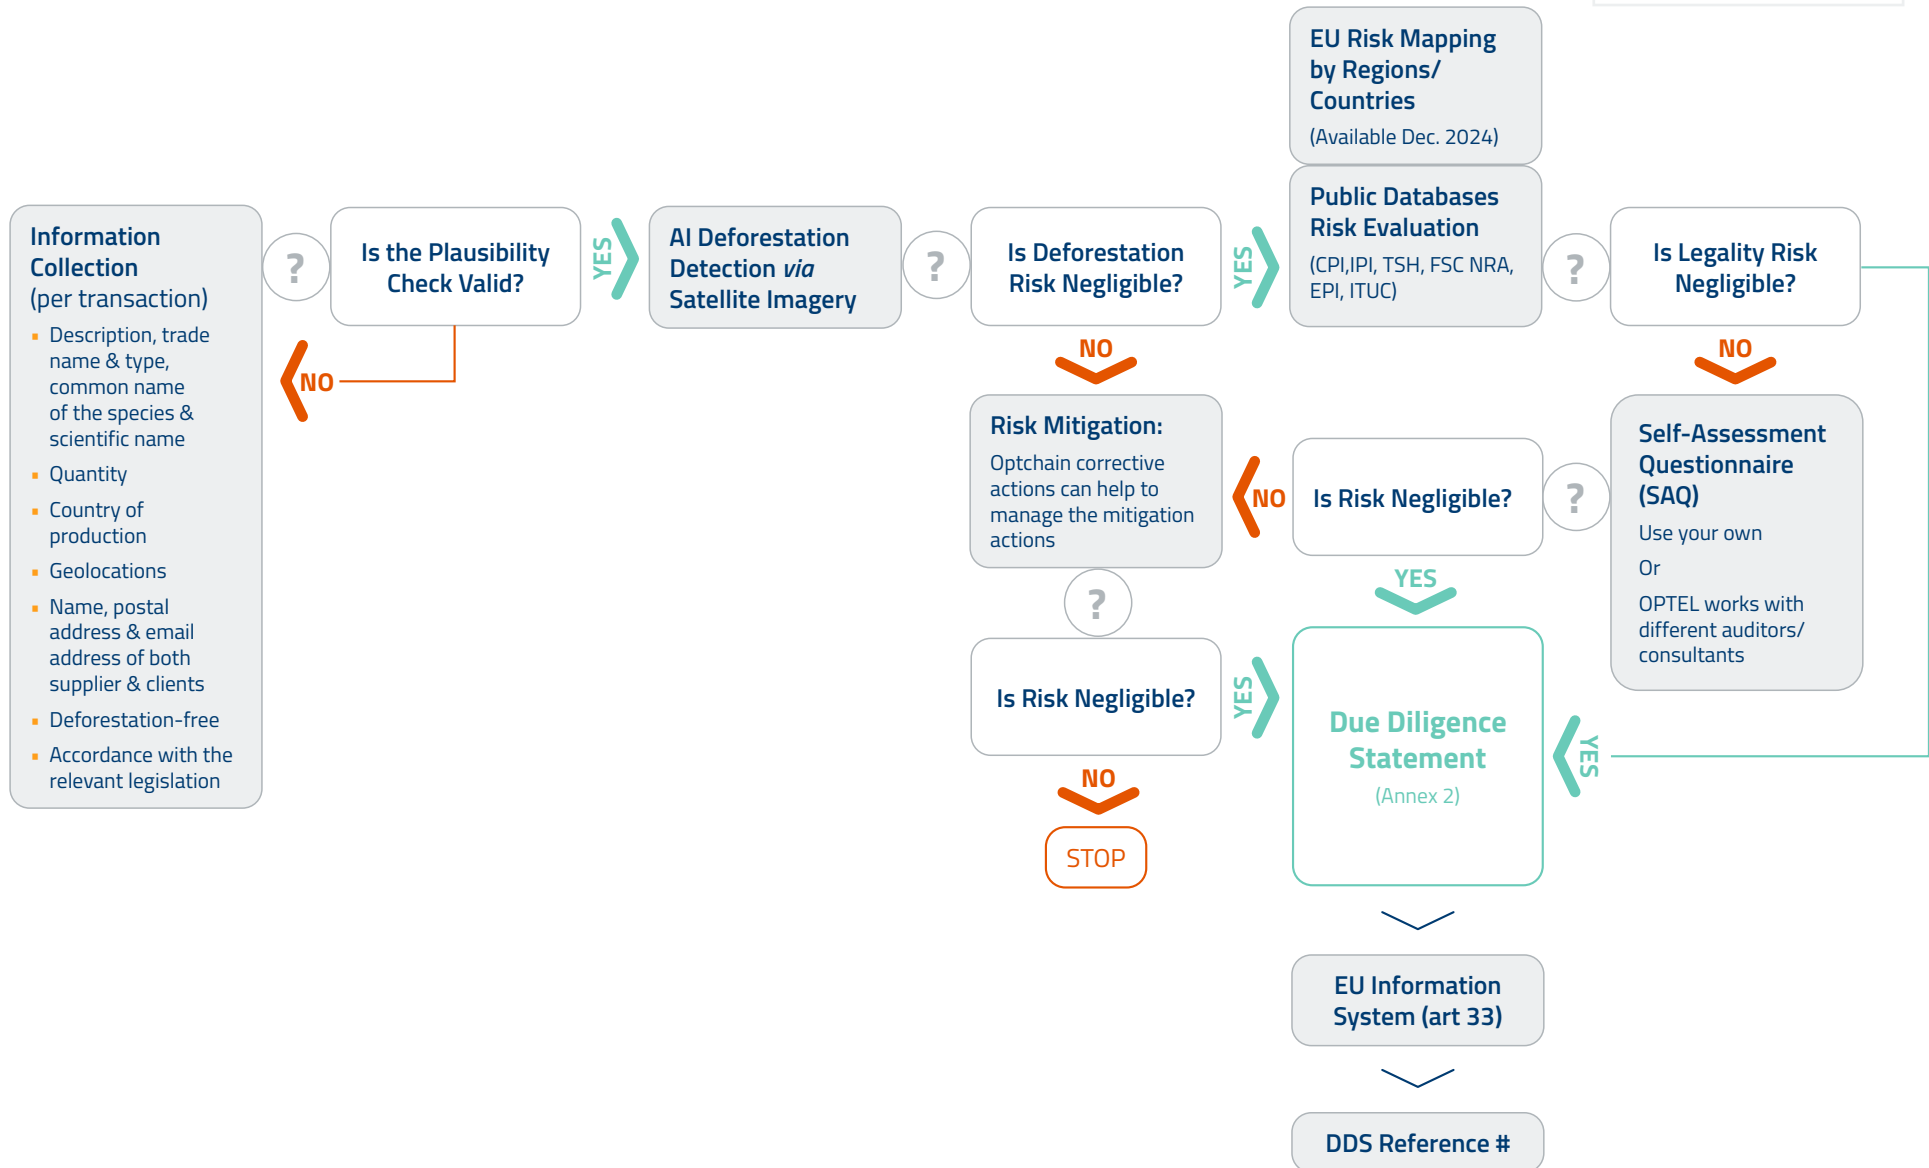 Information
Collection
(per transaction)
▪ Description, trade
name & type,
common name
of the species &
scientific name
▪ Quantity
▪ Country of
production
▪ Geolocations
▪ Name, postal
address & email
address of both
supplier & clients
▪ Deforestation-free
▪ Accordance with the
relevant legislation
?
Is the Plausibility
Check Valid?
NO
YES
AI Deforestation
Detection via
Satellite Imagery
?
Is Deforestation
Risk Negligible?
YES
NO
EU Risk Mapping
by Regions/
Countries
(Available Dec. 2024)
Public Databases
Risk Evaluation
(CPI,IPI, TSH, FSC NRA,
EPI, ITUC)
?
Is Legality Risk
Negligible?
NO
YES
Self-Assessment
Questionnaire
(SAQ)
Use your own
Or
OPTEL works with
different auditors/
consultants
?
Is Risk Negligible?
NO
YES
Risk Mitigation:
Optchain corrective
actions can help to
manage the mitigation
actions
?
Is Risk Negligible?
YES
NO
STOP
Due Diligence
Statement
(Annex 2)
EU Information
System (art 33)
DDS Reference #